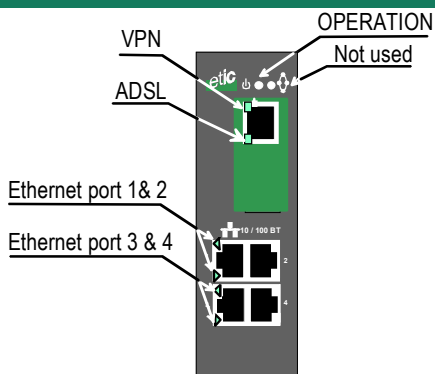 OPERATION
VPN
Not used
etic
ADSL
Ethernet port 1& 2
10 / 100 BT
Ethernet port 3 & 4
2
4